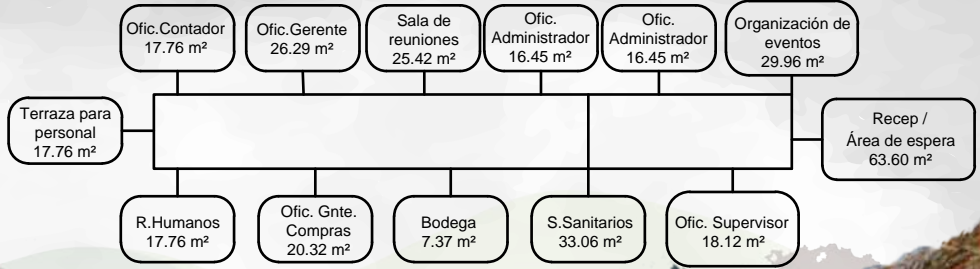 Ofic.Contador
17.76 m²
Ofic.Gerente
26.29 m²
Sala de
reuniones
25.42 m²
Ofic.
Administrador
16.45 m²
Ofic.
Administrador
16.45 m²
Organización de
eventos
29.96 m²
Terraza para
personal
17.76 m²
Recep /
Área de espera
63.60 m²
R.Humanos
17.76 m²
Ofic. Gnte.
Compras
20.32 m²
Bodega
7.37 m²
S.Sanitarios
33.06 m²
Ofic. Supervisor
18.12 m²